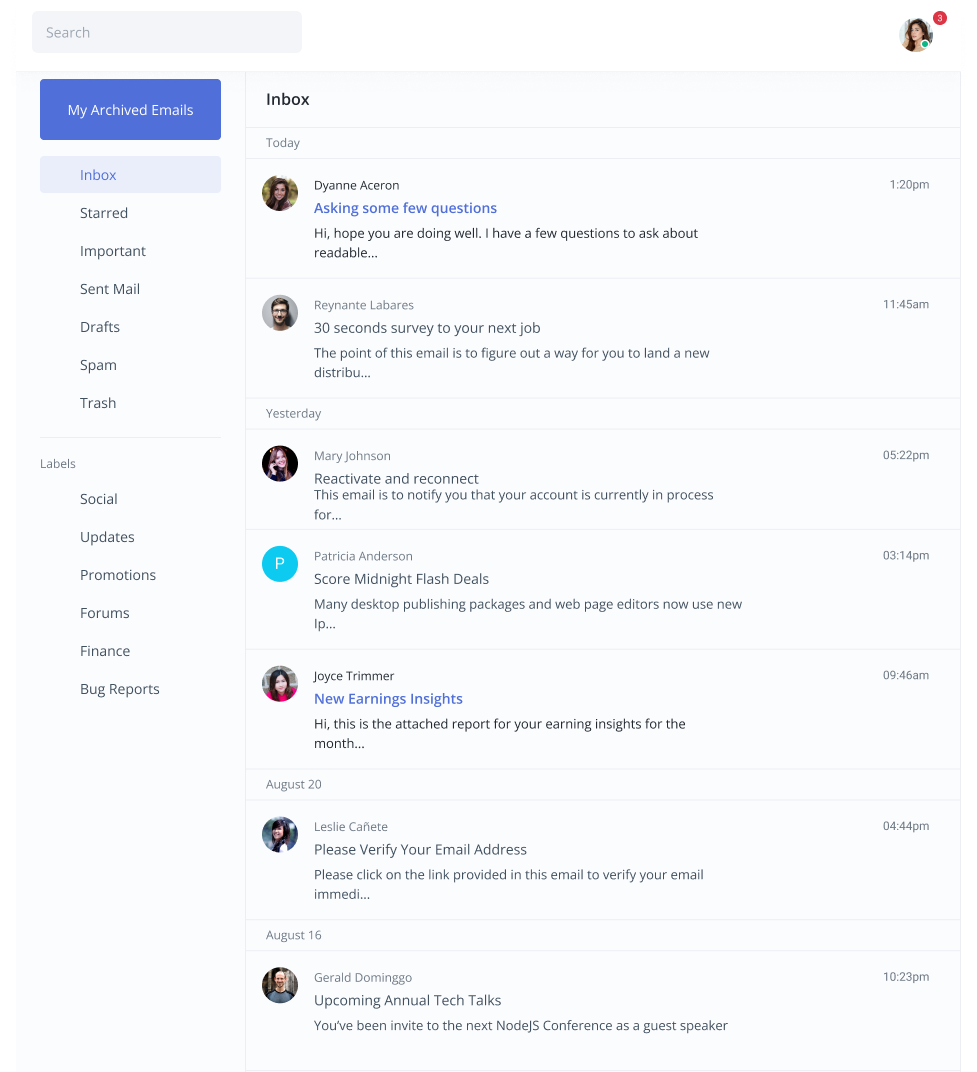 Search
3
My Archived Emails
Inbox
Starred
Important
Sent Mail
Drafts
Spam
Trash
Labels
Social
Updates
Promotions
Forums
Finance
Bug Reports
Inbox
Today
Dyanne Aceron
1:20pm
Asking some few questions
Hi, hope you are doing well. I have a few questions to ask about
readable...
Reynante Labares
11:45am
30 seconds survey to your next job
The point of this email is to figure out a way for you to land a new
distribu...
Yesterday
Mary Johnson
05:22pm
Reactivate and reconnect
This email is to notify you that your account is currently in process
for...
P
Patricia Anderson
03:14pm
Score Midnight Flash Deals
Many desktop publishing packages and web page editors now use new
Ip...
Joyce Trimmer
09:46am
New Earnings Insights
Hi, this is the attached report for your earning insights for the
month...
August 20
Leslie Cañete
04:44pm
Please Verify Your Email Address
Please click on the link provided in this email to verify your email
immedi...
August 16
Gerald Dominggo
10:23pm
Upcoming Annual Tech Talks
You’ve been invite to the next NodeJS Conference as a guest speaker